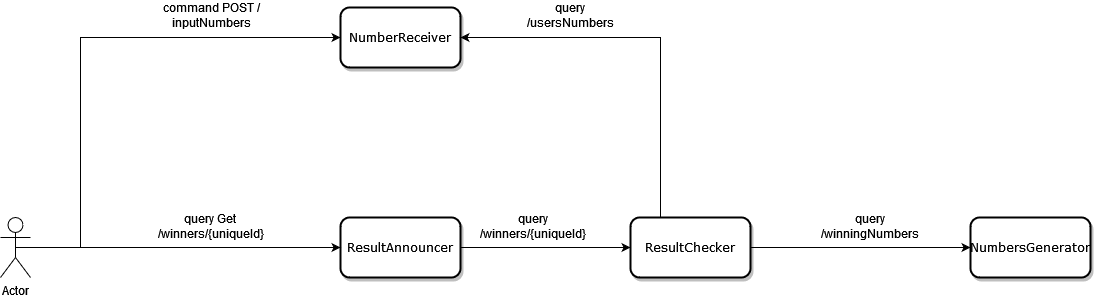 command POST /
inputNumbers
query
/usersNumbers
NumberReceiver
query Get
/winners/{uniqueId}
query
/winners/{uniqueId}
query
/winningNumbers
ResultAnnouncer
ResultChecker
NumbersGenerator
Actor